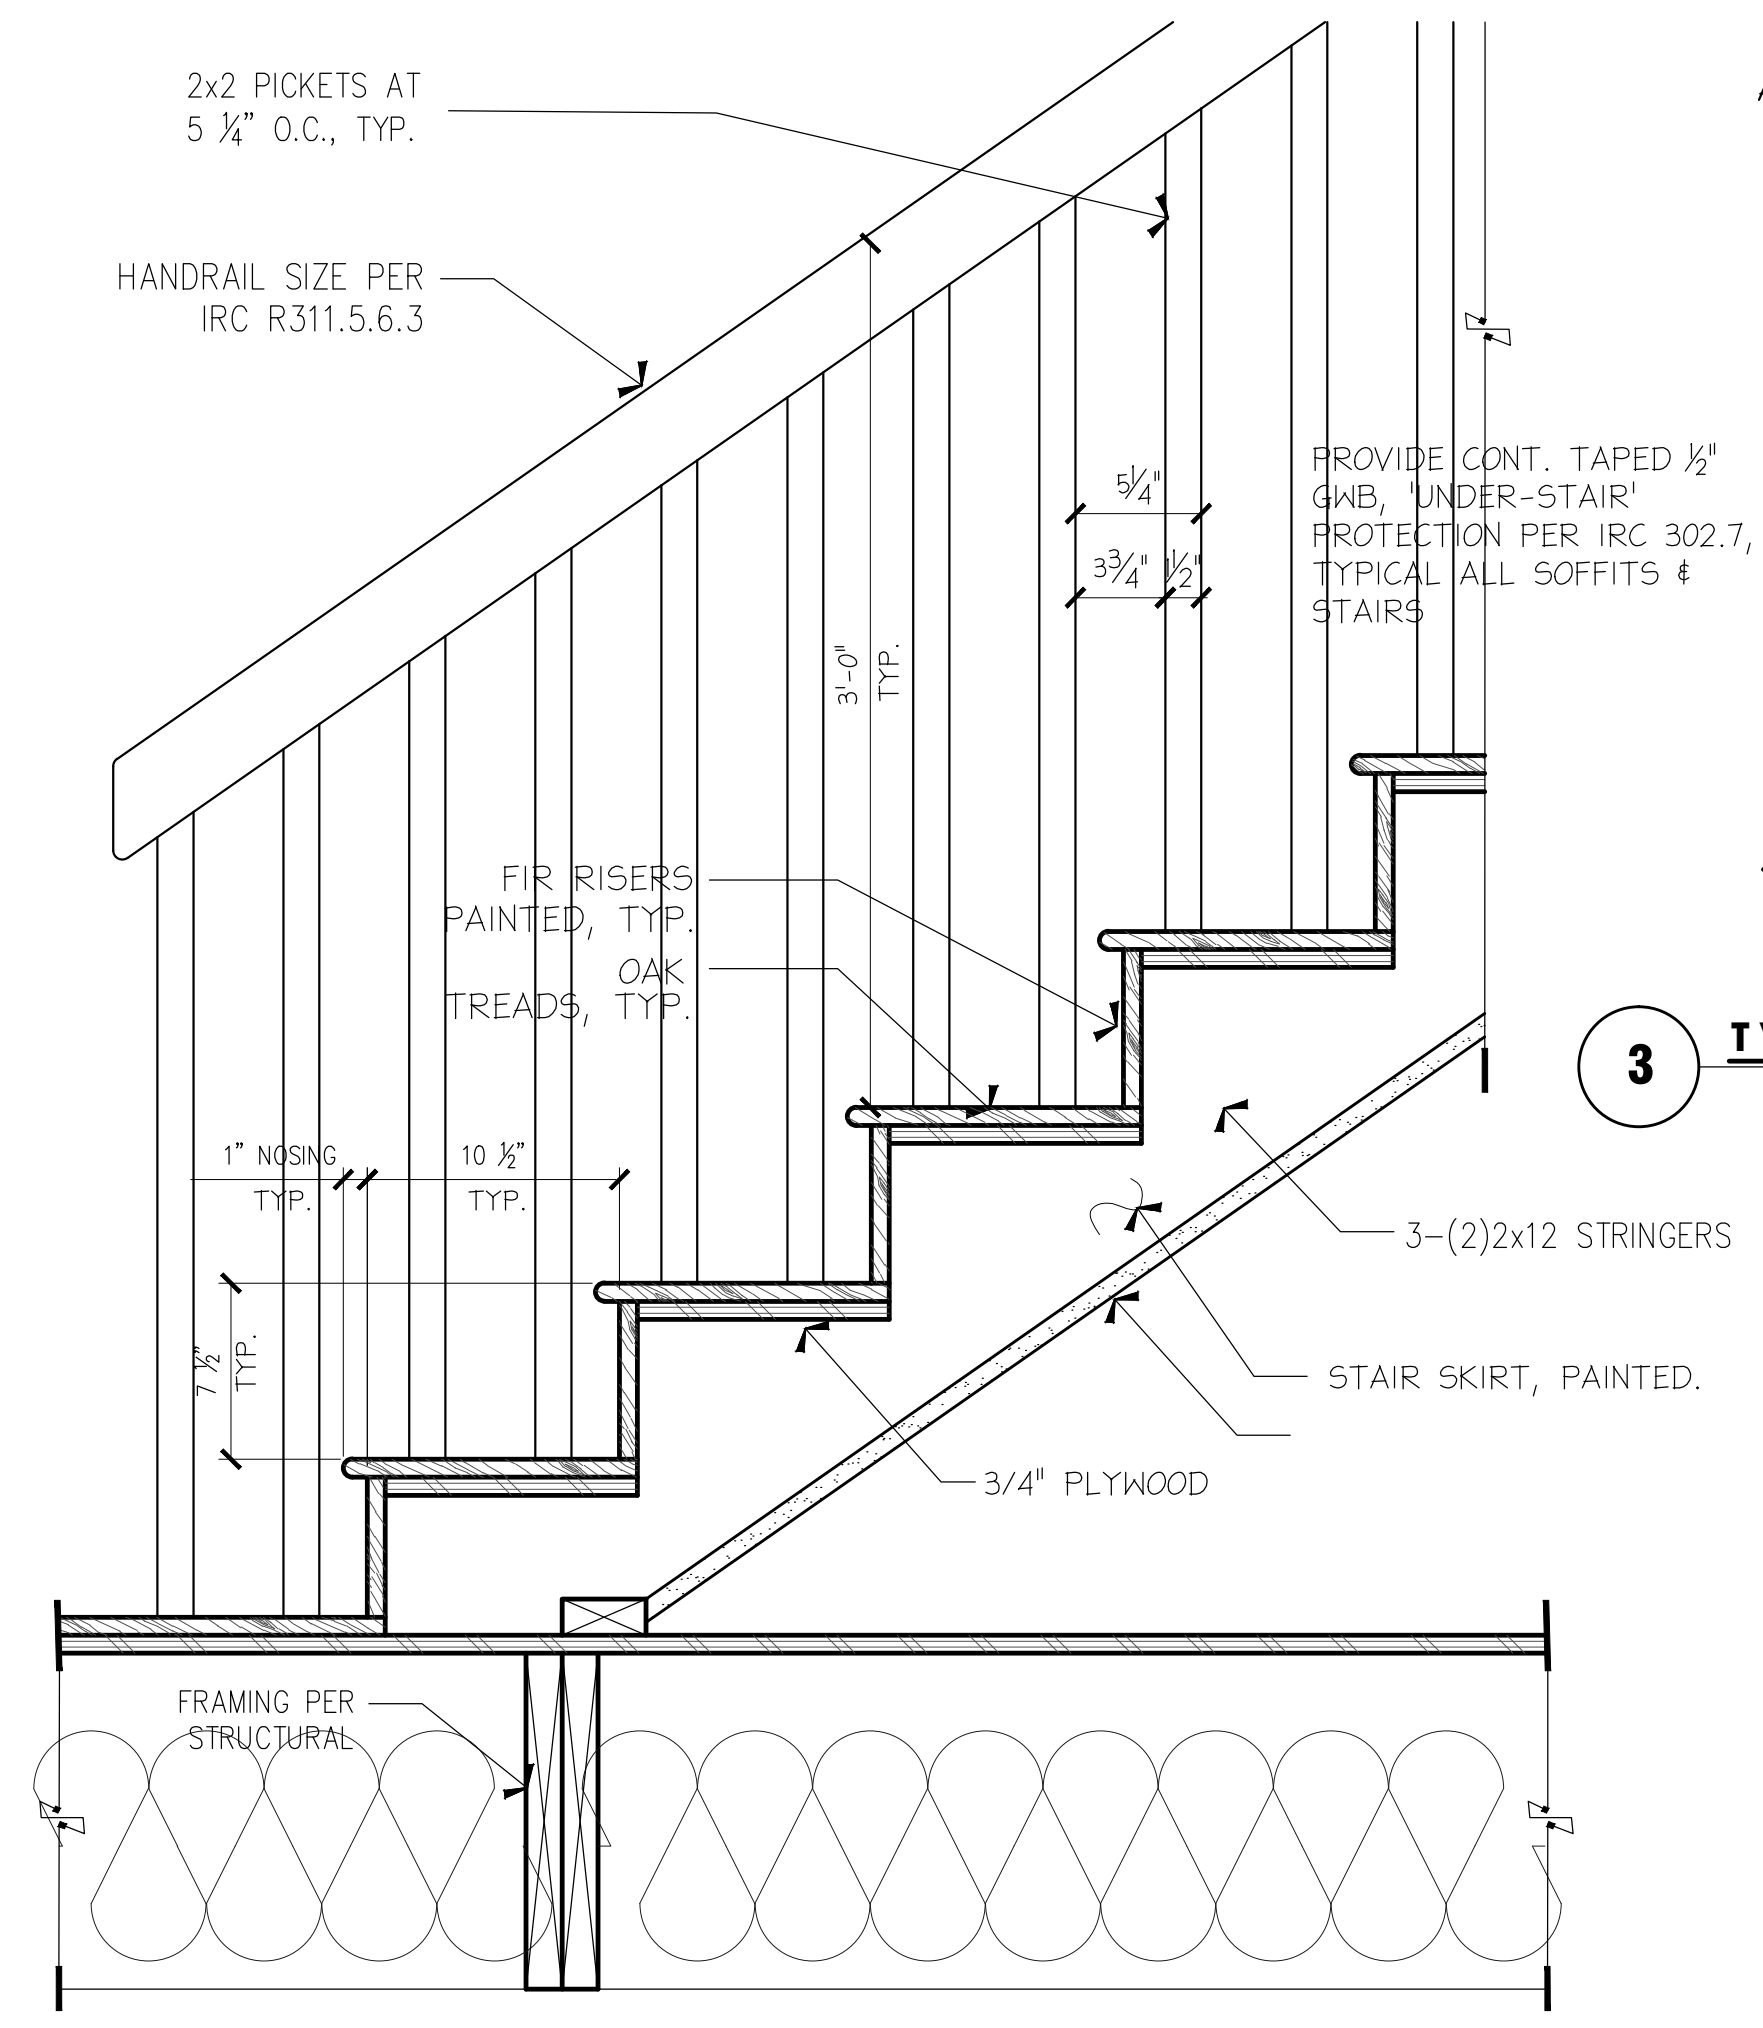 2x2 PICKETS AT
5 ¼” O.C., TYP.
HANDRAIL SIZE PER
IRC R311.5.6.3
PROVIDE CONT. TAPED ½"
GWB, 'UNDER-STAIR'
PROTECTION PER IRC 302.7,
TYPICAL ALL SOFFITS &
STAIRS
5¼"
3¾" 1½"
3'-0"
TYP.
FIR RISERS
PAINTED, TYP.
OAK
TREADS, TYP.
3
1” NOSING
TYP.
10 ½”
TYP.
7 ½”
TYP.
3-(2)2x12 STRINGERS
STAIR SKIRT, PAINTED.
3/4" PLYWOOD
FRAMING PER
STRUCTURAL